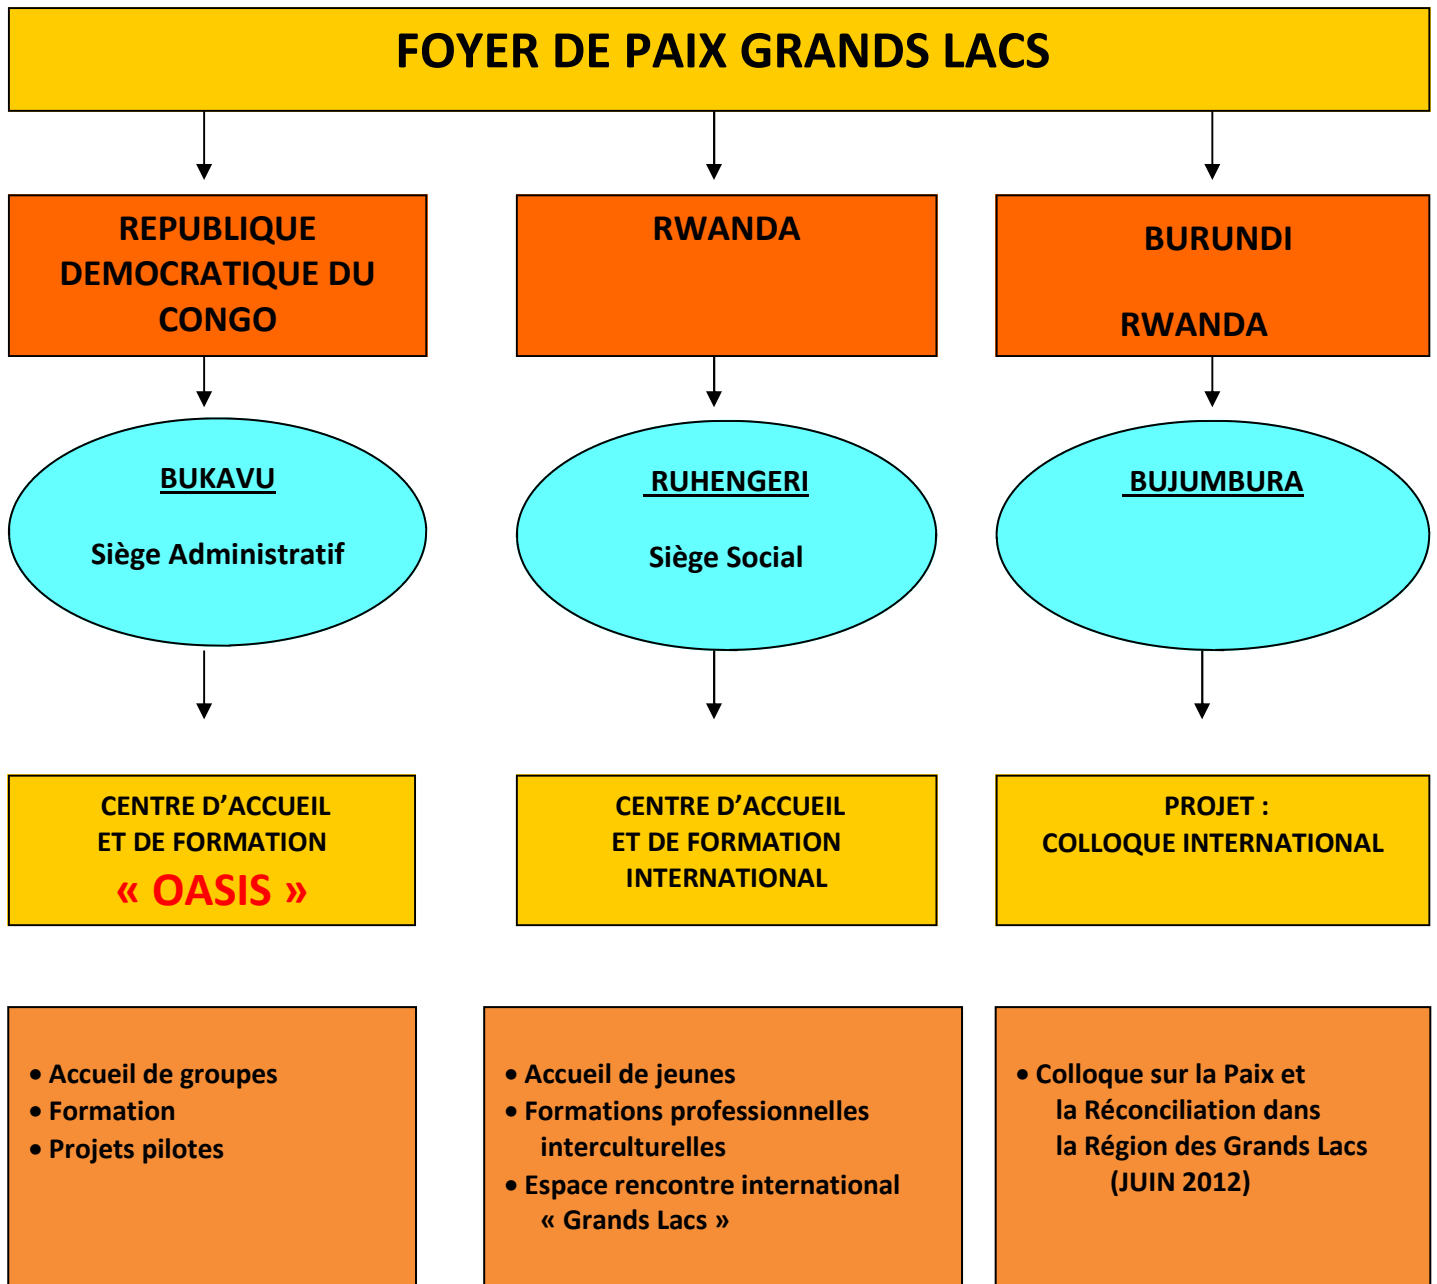 FOYER DE PAIX GRANDS LACS
REPUBLIQUE
DEMOCRATIQUE DU
CONGO
RWANDA
BURUNDI
RWANDA
BUKAVU
Siège Administratif
RUHENGERI
Siège Social
BUJUMBURA
CENTRE D’ACCUEIL
ET DE FORMATION
« OASIS »
CENTRE D’ACCUEIL
ET DE FORMATION
INTERNATIONAL
PROJET :
COLLOQUE INTERNATIONAL
• Accueil de groupes
• Formation
• Projets pilotes
• Accueil de jeunes
• Formations professionnelles
interculturelles
• Espace rencontre international
« Grands Lacs »
• Colloque sur la Paix et
la Réconciliation dans
la Région des Grands Lacs
(JUIN 2012)